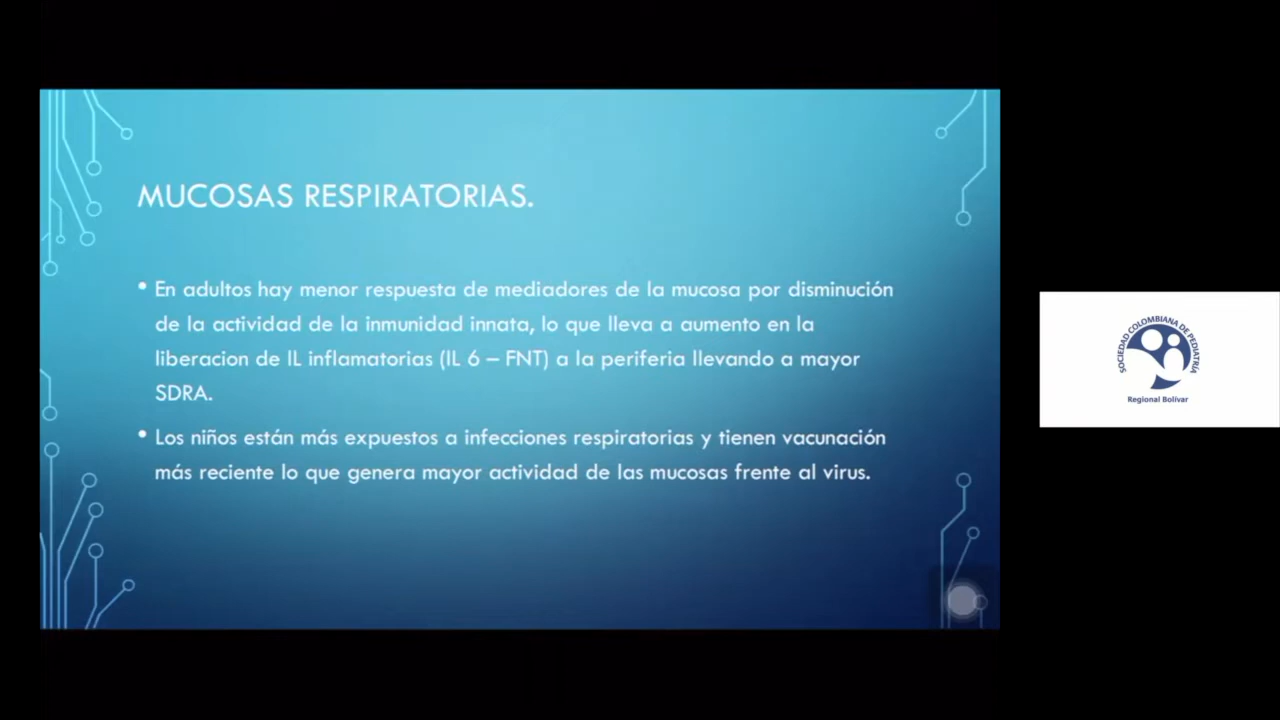 MUCOSAS RESPIRATORIAS.
• En adultos hay menor respuesta de mediadores de la mucosa por disminución
de la actividad de la inmunidad innata, lo que lleva a aumento en la
liberacion de IL inflamatorias (IL 6 – FNT) a la periferia llevando a mayor
SDRA.
• Los niños están más expuestos a infecciones respiratorias y tienen vacunación
más reciente lo que genera mayor actividad de las mucosas frente al virus.
SOCIEDAD COLOMBIANA DE PEDIATRÍA
Regional Bolívar